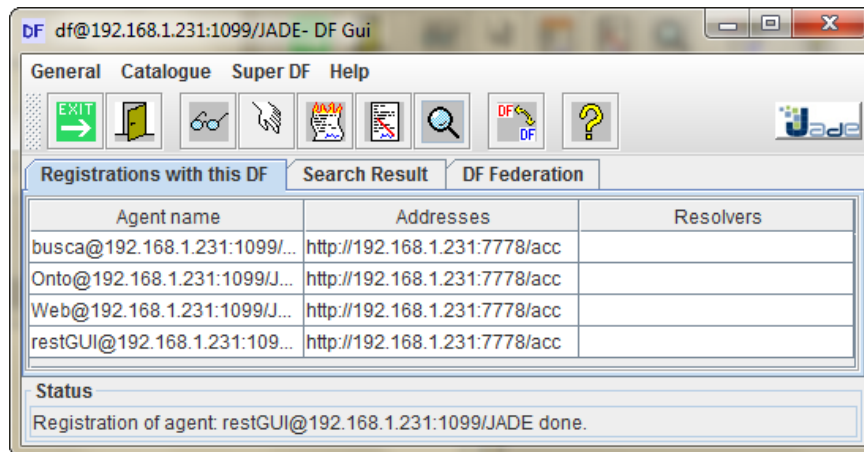 DF df@192.168.1.231:1099/JADE- DF Gui
General Catalogue Super DF Help
EXIT DF DF ? Jade
Registrations with this DF Search Result DF Federation
Agent name Addresses Resolvers
busca@192.168.1.231:1099/... http://192.168.1.231:7778/acc
Onto@192.168.1.231:1099/J... http://192.168.1.231:7778/acc
Web@192.168.1.231:1099/J... http://192.168.1.231:7778/acc
restGUI@192.168.1.231:109... http://192.168.1.231:7778/acc
Status
Registration of agent: restGUI@192.168.1.231:1099/JADE done.